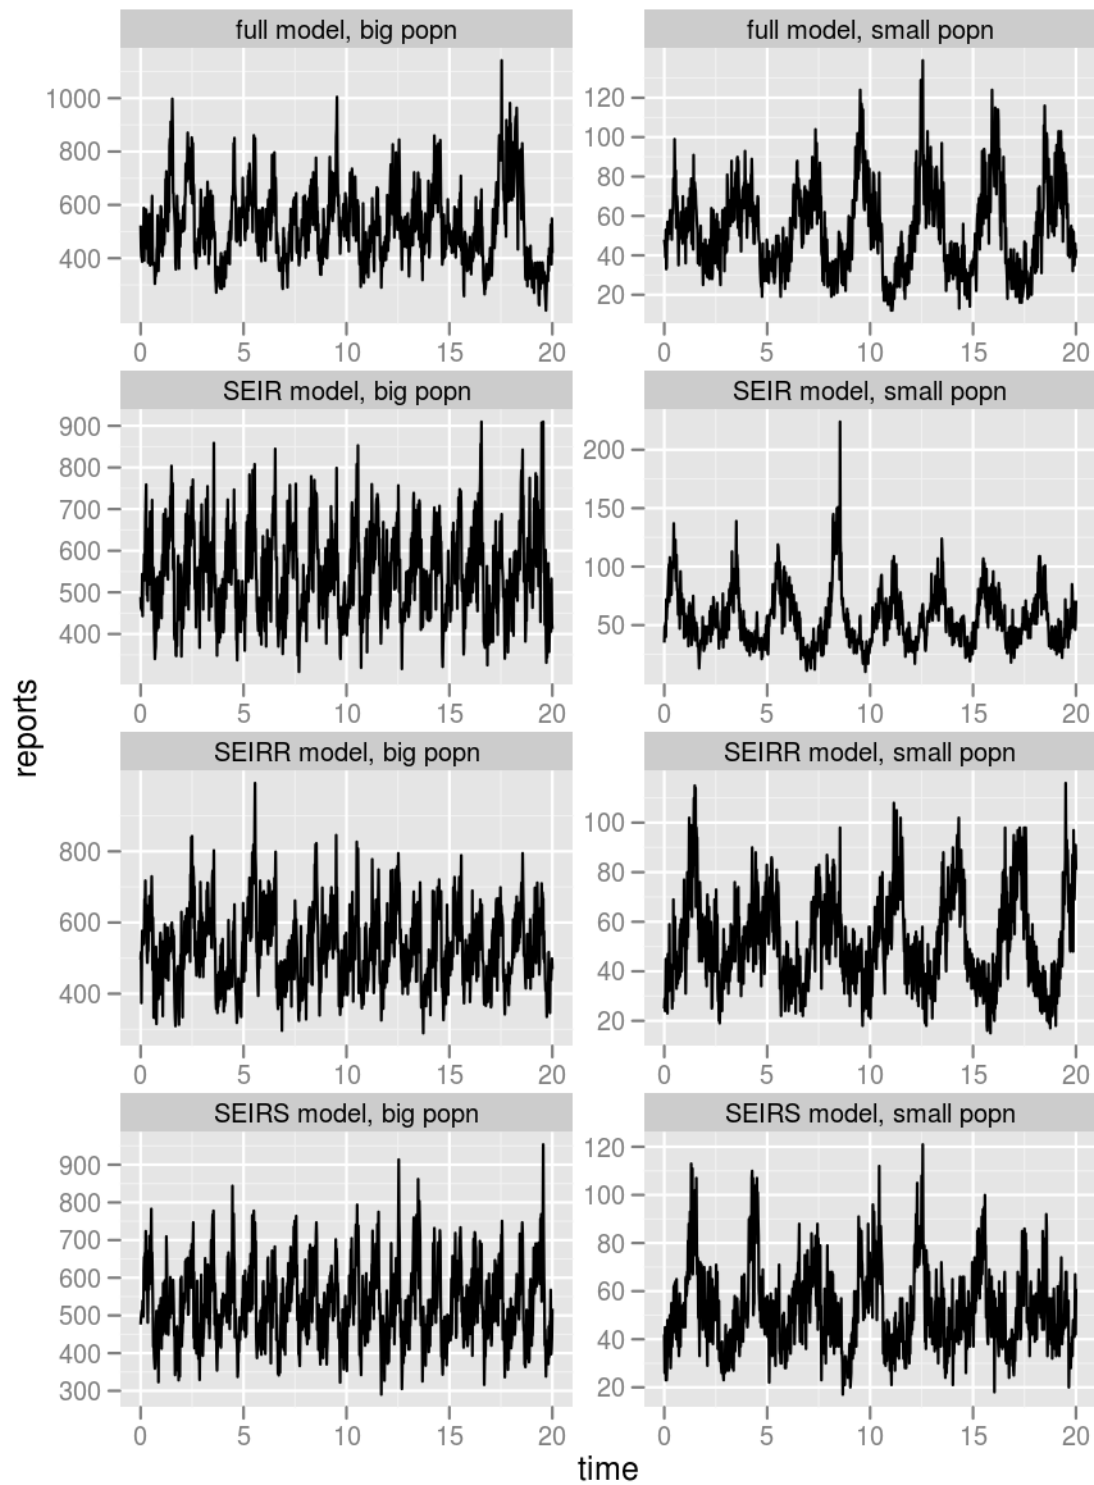 full model, big popn
full model, small popn
1000
800
600
400
120
100
80
60
40
20
0 5 10 15 20
0 5 10 15 20
SEIR model, big popn
SEIR model, small popn
900
800
700
600
500
400
200
150
100
50
0 5 10 15 20
0 5 10 15 20
reports
SEIRR model, big popn
SEIRR model, small popn
800
600
400
100
80
60
40
20
0 5 10 15 20
0 5 10 15 20
SEIRS model, big popn
SEIRS model, small popn
900
800
700
600
500
400
300
120
100
80
60
40
20
0 5 10 15 20
0 5 10 15 20
time